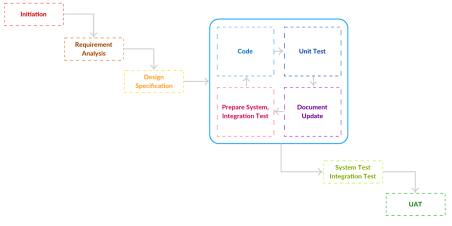 Initiation
Requirement
Analysis
Design
Specification
Code
Unit Test
Prepare System,
Integration Test
Document
Update
System Test
Integration Test
UAT